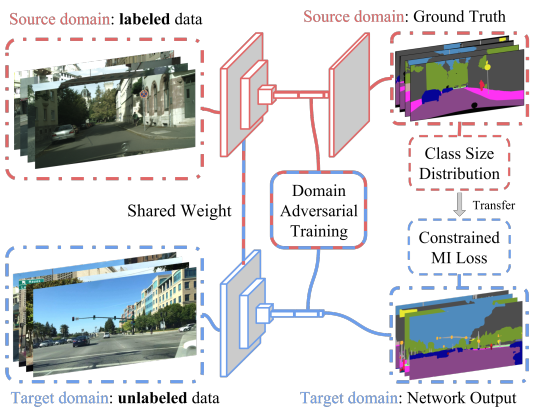 Source domain: labeled data
Source domain: Ground Truth
Class Size
Distribution
Transfer
Domain
Adversarial
Training
Shared Weight
Constrained
MI Loss
Target domain: unlabeled data
Target domain: Network Output